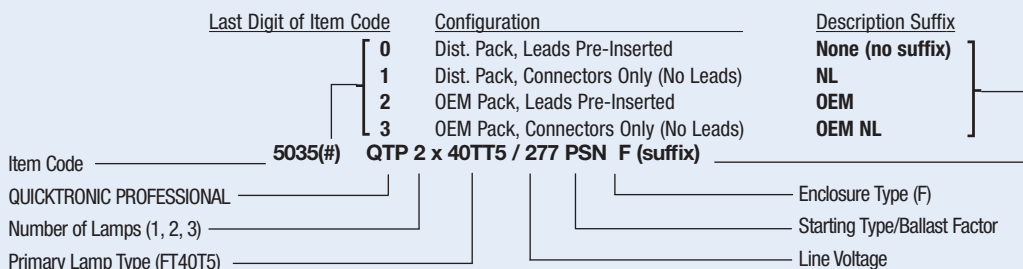 Last Digit of Item Code Configuration Description Suffix
0 Dist. Pack, Leads Pre-Inserted None (no suffix)
1 Dist. Pack, Connectors Only (No Leads) NL
2 OEM Pack, Leads Pre-Inserted OEM
3 OEM Pack, Connectors Only (No Leads) OEM NL
5035(#) QTP 2 x 40TT5 / 277 PSN F (suffix)
Item Code
QUICKTRONIC PROFESSIONAL Enclosure Type (F)
Number of Lamps (1, 2, 3) Starting Type/Ballast Factor
Primary Lamp Type (FT40T5) Line Voltage